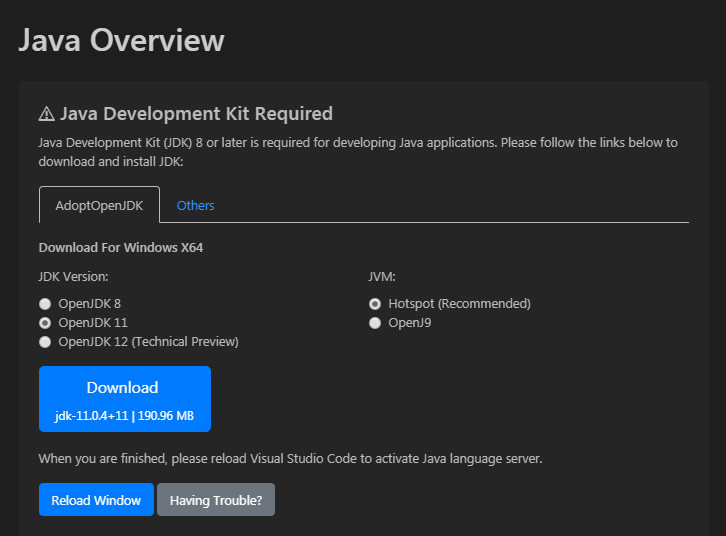 Java Overview
⚠ Java Development Kit Required
Java Development Kit (JDK) 8 or later is required for developing Java applications. Please follow the links below to
download and install JDK:
AdoptOpenJDK
Others
Download For Windows X64
JDK Version:
OpenJDK 8
OpenJDK 11
OpenJDK 12 (Technical Preview)
JVM:
Hotspot (Recommended)
OpenJ9
Download
jdk-11.0.4+11 | 190.96 MB
When you are finished, please reload Visual Studio Code to activate Java language server.
Reload Window
Having Trouble?